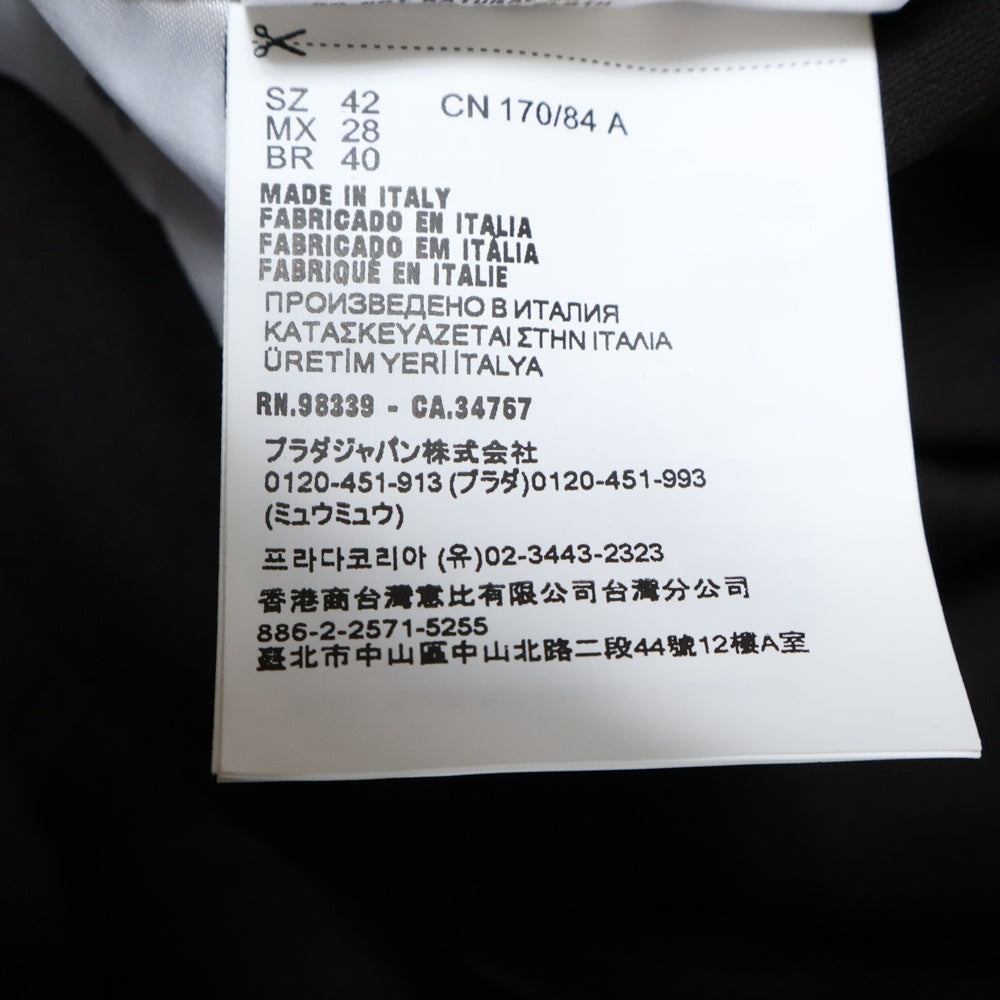 SZ 42 CN 170/84 A
MX 28
BR 40
MADE IN ITALY
FABRICADO EN ITALIA
FABRICADO EM ITÁLIA
FABRIQUÉ EN ITALIE
ПРОИЗВЕДЕНО В ИТАЛИЯ
ΚΑΤΑΣΚΕΥΑΖΕΤΑΙ ΣΤΗΝ ΙΤΑΛΙΑ
ÜRETİM YERİ İTALYA
RN.98339 - CA.34767
プラダジャパン株式会社
0120-451-913 (プラダ)0120-451-993
(ミュウミュウ)
프라다코리아 (유)02-3443-2323
香港商台灣惠比有限公司台灣分公司
886-2-2571-5255
臺北市中山區中山北路二段44號12樓A室